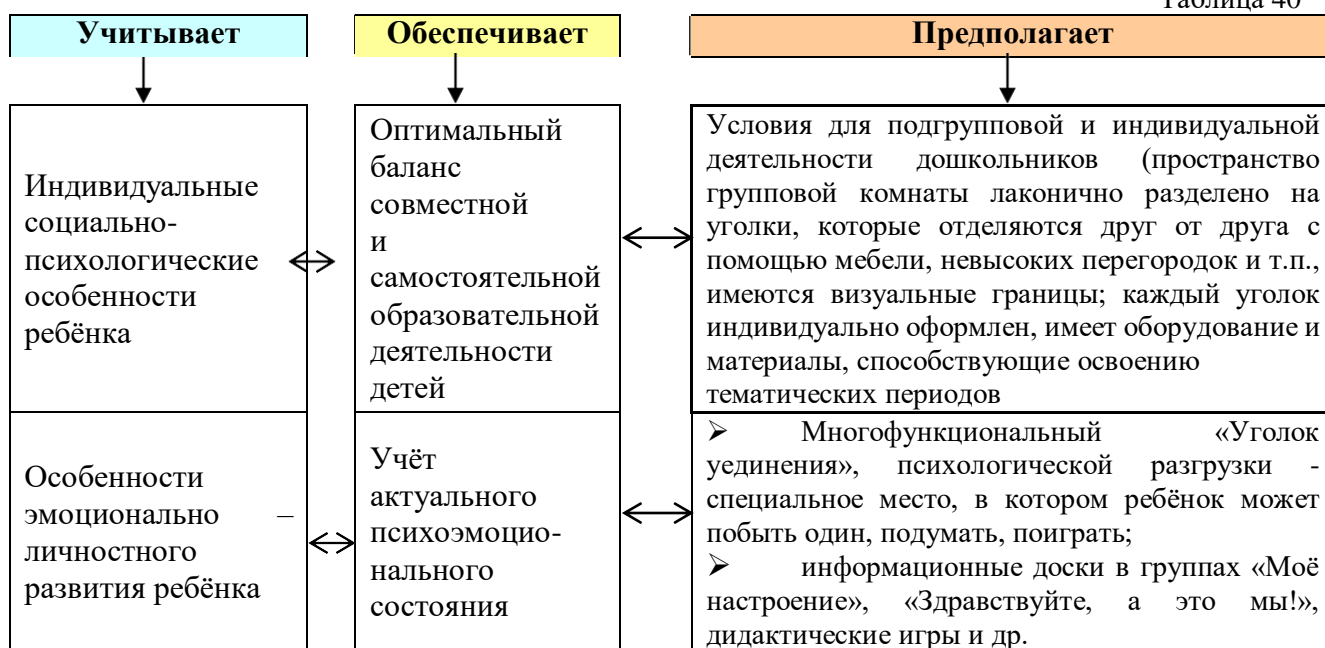 Таблица 40
Учитывает
Обеспечивает
Предполагает
Индивидуальные
социально-
психологические
особенности
ребёнка
Оптимальный
баланс
совместной
и
самостоятельной
образовательной
деятельности
детей
Условия для подгрупповой и индивидуальной
деятельности дошкольников (пространство
групповой комнаты лаконично разделено на
уголки, которые отделяются друг от друга с
помощью мебели, невысоких перегородок и т.п.,
имеются визуальные границы; каждый уголок
индивидуально оформлен, имеет оборудование и
материалы, способствующие освоению
тематических периодов
Особенности
эмоционально –
личностного
развития ребёнка
Учёт
актуального
психоэмоцио-
нального
состояния
➢ Многофункциональный «Уголок
уединения», психологической разгрузки -
специальное место, в котором ребёнок может
побыть один, подумать, поиграть;
➢ информационные доски в группах «Моё
настроение», «Здравствуйте, а это мы!»,
дидактические игры и др.